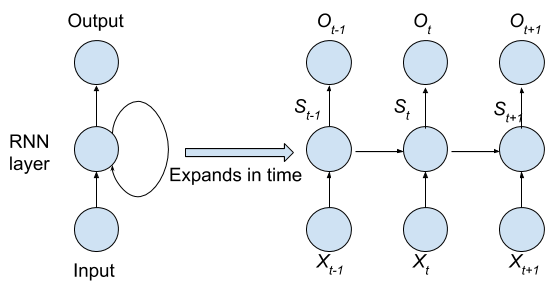 Output
RNN
layer
Input
Expands in time
O_{t-1} O_t O_{t+1}
S_{t-1} S_t S_{t+1}
X_{t-1} X_t X_{t+1}